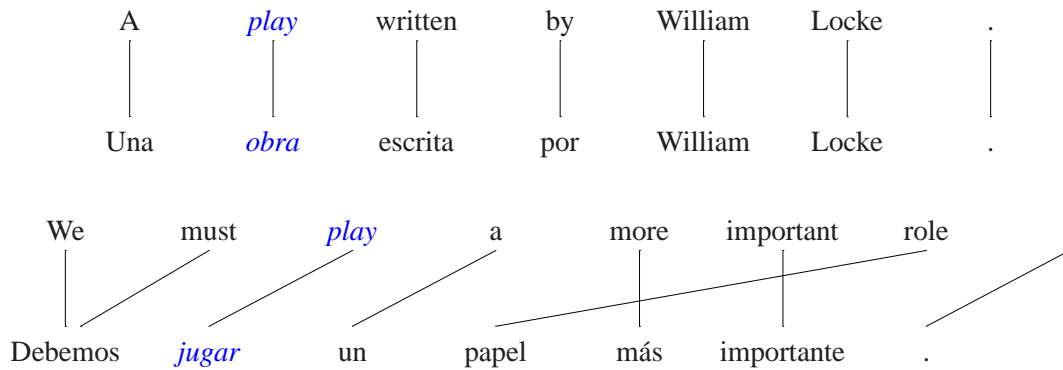 A play written by William Locke .
Una obra escrita por William Locke .
We must play a more important role
Debemos jugar un papel más importante .